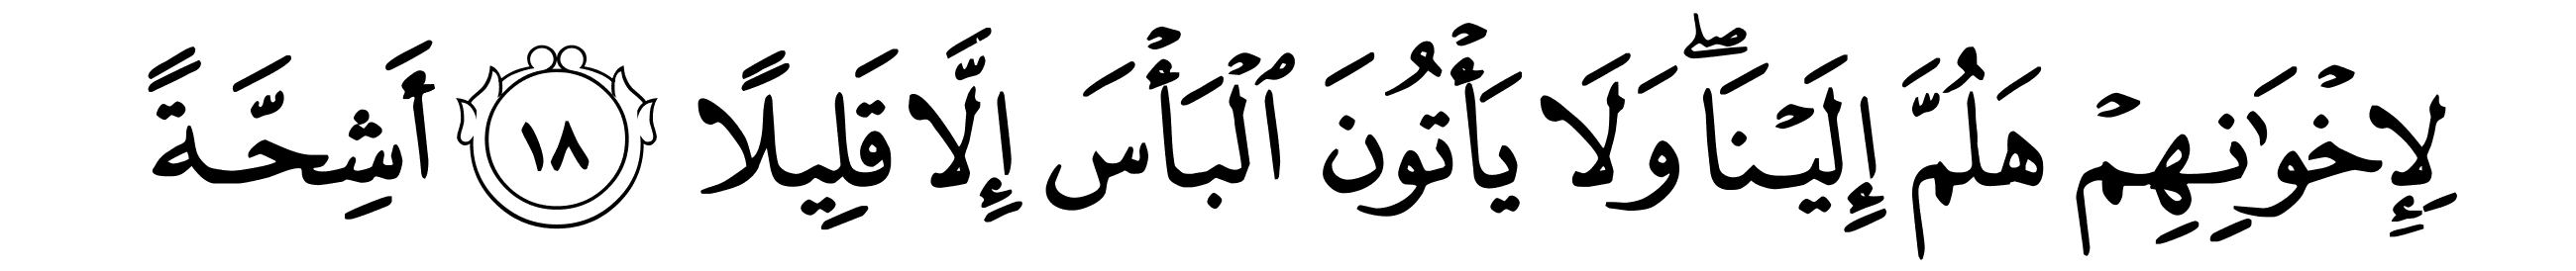 لِإِخْوَٰنِهِمْ هَلُمَّ إِلَيْنَاۖ وَلَا يَأْتُونَ ٱلْبَأْسَ إِلَّا قَلِيلًا ١٨ أَشِحَّةً